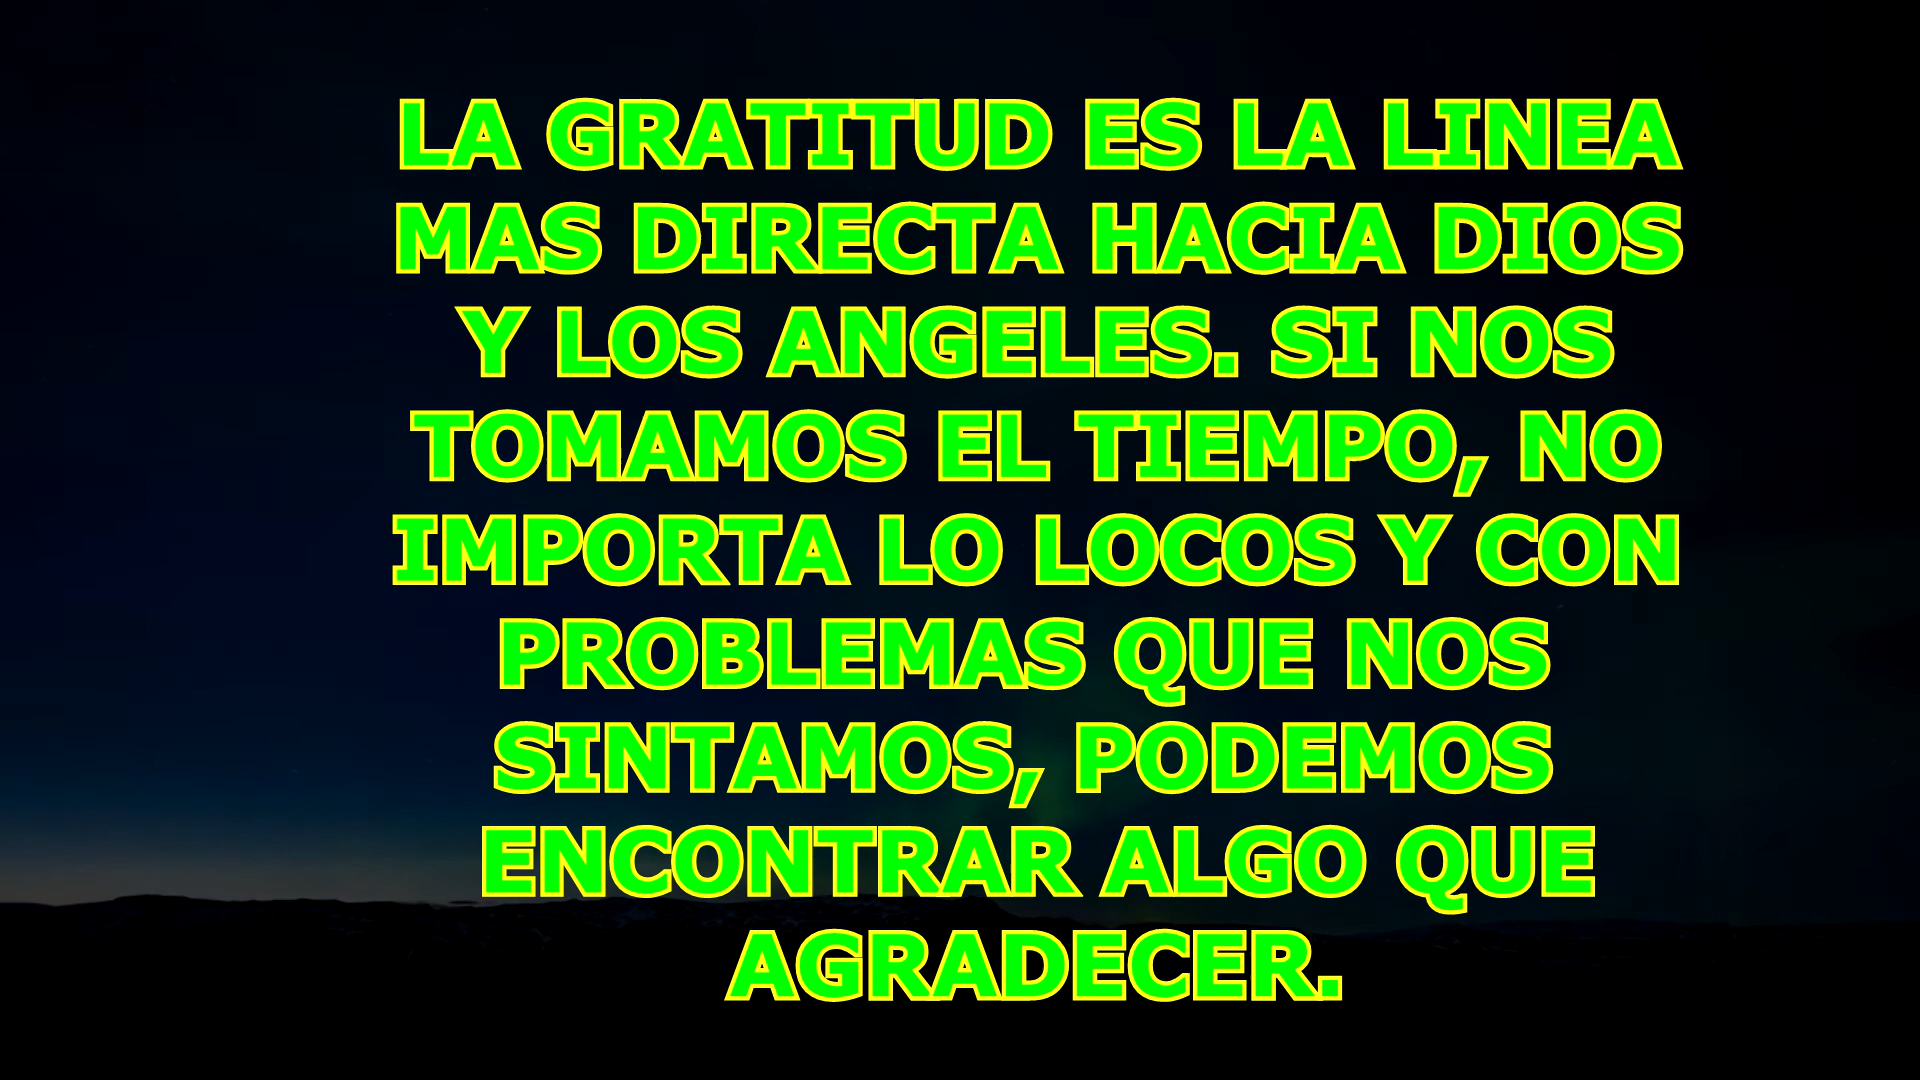 LA GRATITUD ES LA LINEA
MAS DIRECTA HACIA DIOS
Y LOS ANGELES. SI NOS
TOMAMOS EL TIEMPO, NO
IMPORTA LO LOCOS Y CON
PROBLEMAS QUE NOS
SINTAMOS, PODEMOS
ENCONTRAR ALGO QUE
AGRADECER.